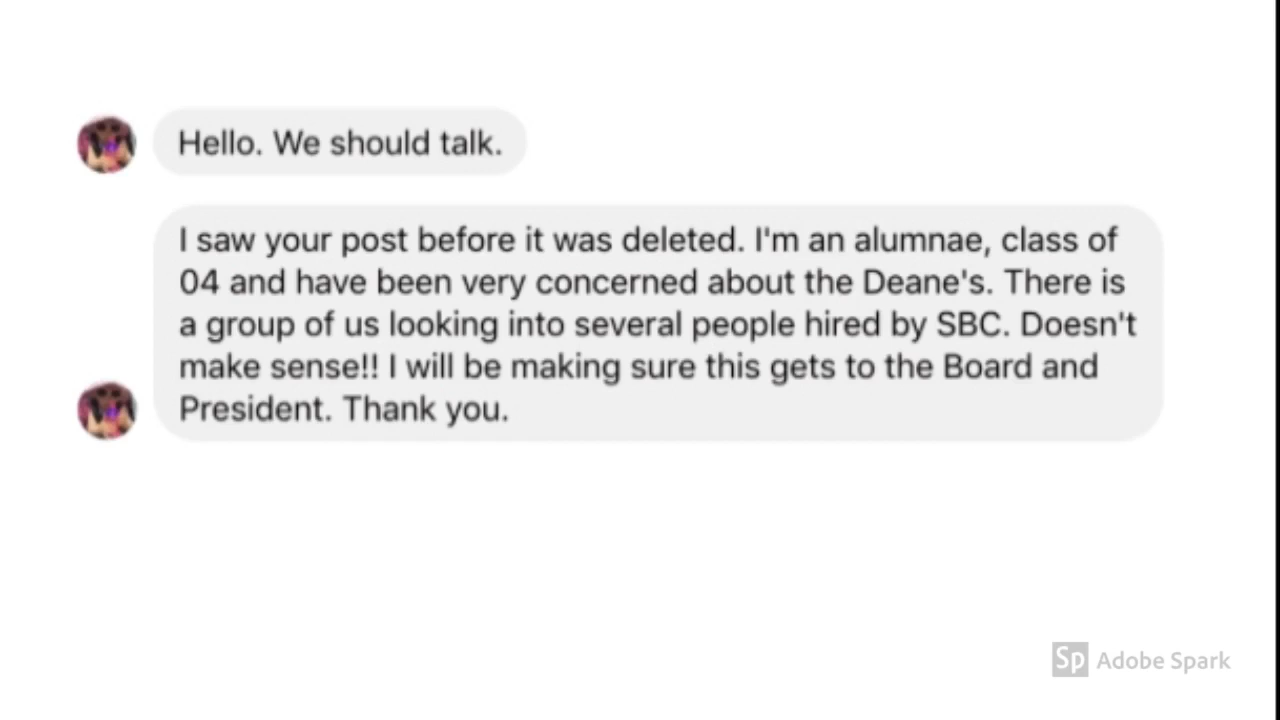 Hello. We should talk.
I saw your post before it was deleted. I'm an alumnae, class of
04 and have been very concerned about the Deane's. There is
a group of us looking into several people hired by SBC. Doesn't
make sense!! I will be making sure this gets to the Board and
President. Thank you.
Sp Adobe Spark